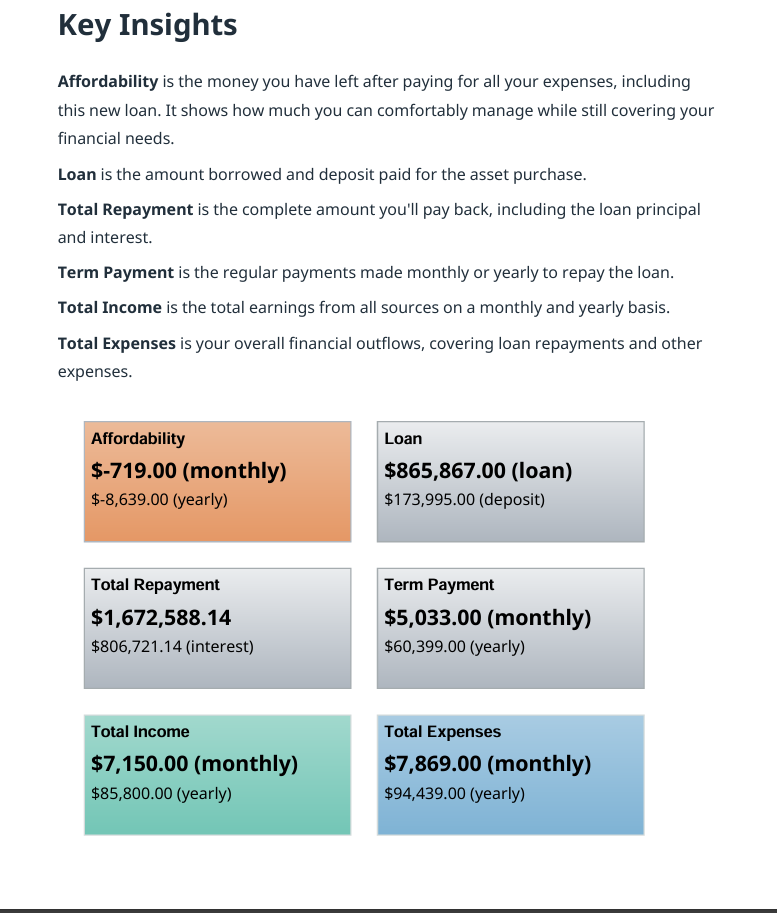 Key Insights
Affordability is the money you have left after paying for all your expenses, including
this new loan. It shows how much you can comfortably manage while still covering your
financial needs.
Loan is the amount borrowed and deposit paid for the asset purchase.
Total Repayment is the complete amount you'll pay back, including the loan principal
and interest.
Term Payment is the regular payments made monthly or yearly to repay the loan.
Total Income is the total earnings from all sources on a monthly and yearly basis.
Total Expenses is your overall financial outflows, covering loan repayments and other
expenses.
Affordability
$-719.00 (monthly)
$-8,639.00 (yearly)
Loan
$865,867.00 (loan)
$173,995.00 (deposit)
Total Repayment
$1,672,588.14
$806,721.14 (interest)
Term Payment
$5,033.00 (monthly)
$60,399.00 (yearly)
Total Income
$7,150.00 (monthly)
$85,800.00 (yearly)
Total Expenses
$7,869.00 (monthly)
$94,439.00 (yearly)